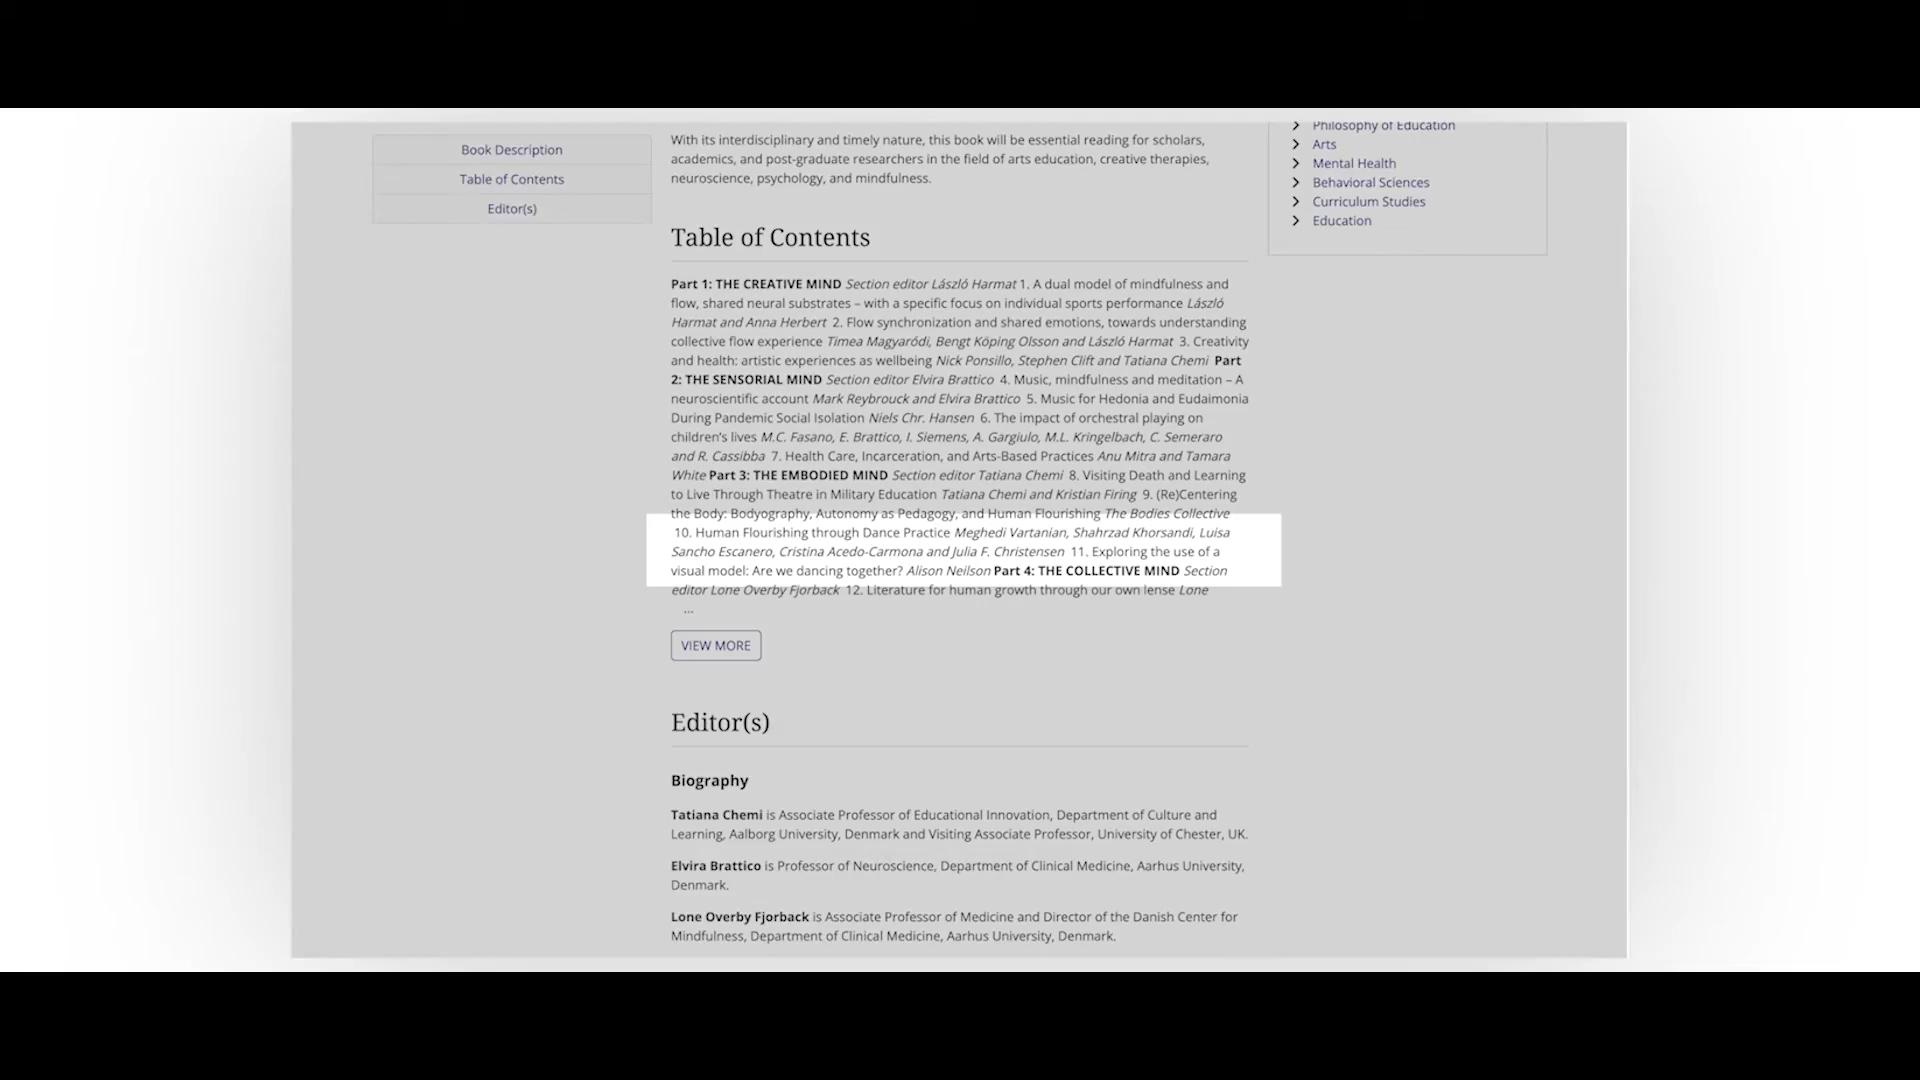 Book Description
Table of Contents
Editor(s)
With its interdisciplinary and timely nature, this book will be essential reading for scholars,
academics, and post-graduate researchers in the field of arts education, creative therapies,
neuroscience, psychology, and mindfulness.
Table of Contents
Part 1: THE CREATIVE MIND Section editor László Harmat 1. A dual model of mindfulness and
flow, shared neural substrates – with a specific focus on individual sports performance László
Harmat and Anna Herbert 2. Flow synchronization and shared emotions, towards understanding
collective flow experience Timea Magyaródi, Bengt Köping Olsson and László Harmat 3. Creativity
and health: artistic experiences as wellbeing Nick Ponsillo, Stephen Clift and Tatiana Chemi Part
2: THE SENSORIAL MIND Section editor Elvira Brattico 4. Music, mindfulness and meditation – A
neuroscientific account Mark Reybrouck and Elvira Brattico 5. Music for Hedonia and Eudaimonia
During Pandemic Social Isolation Niels Chr. Hansen 6. The impact of orchestral playing on
children's lives M.C. Fasano, E. Brattico, I. Siemens, A. Gargiulo, M.L. Kringelbach, C. Semeraro
and R. Cassibba 7. Health Care, Incarceration, and Arts-Based Practices Anu Mitra and Tamara
White Part 3: THE EMBODIED MIND Section editor Tatiana Chemi 8. Visiting Death and Learning
to Live Through Theatre in Military Education Tatiana Chemi and Kristian Firing 9. (Re)Centering
the Body: Bodyography, Autonomy as Pedagogy, and Human Flourishing The Bodies Collective
10. Human Flourishing through Dance Practice Meghedi Vartanian, Shahrzad Khorsandi, Luisa
Sancho Escanero, Cristina Acedo-Carmona and Julia F. Christensen 11. Exploring the use of a
visual model: Are we dancing together? Alison Neilson Part 4: THE COLLECTIVE MIND Section
editor Lone Overby Fjorback 12. Literature for human growth through our own lense Lone
...
VIEW MORE
Editor(s)
Biography
Tatiana Chemi is Associate Professor of Educational Innovation, Department of Culture and
Learning, Aalborg University, Denmark and Visiting Associate Professor, University of Chester, UK.
Elvira Brattico is Professor of Neuroscience, Department of Clinical Medicine, Aarhus University,
Denmark.
Lone Overby Fjorback is Associate Professor of Medicine and Director of the Danish Center for
Mindfulness, Department of Clinical Medicine, Aarhus University, Denmark.
Philosophy of Education
Arts
Mental Health
Behavioral Sciences
Curriculum Studies
Education